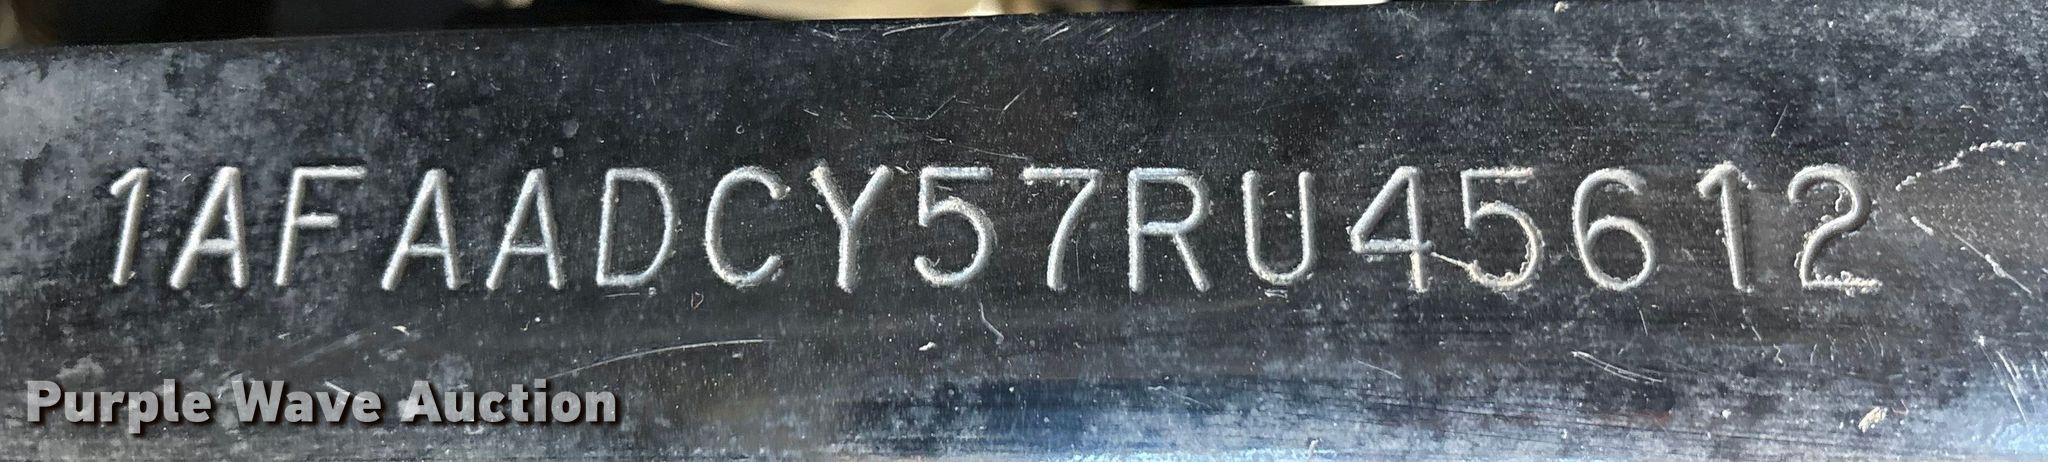 1AFAADCY57RU45612
Purple Wave Auction